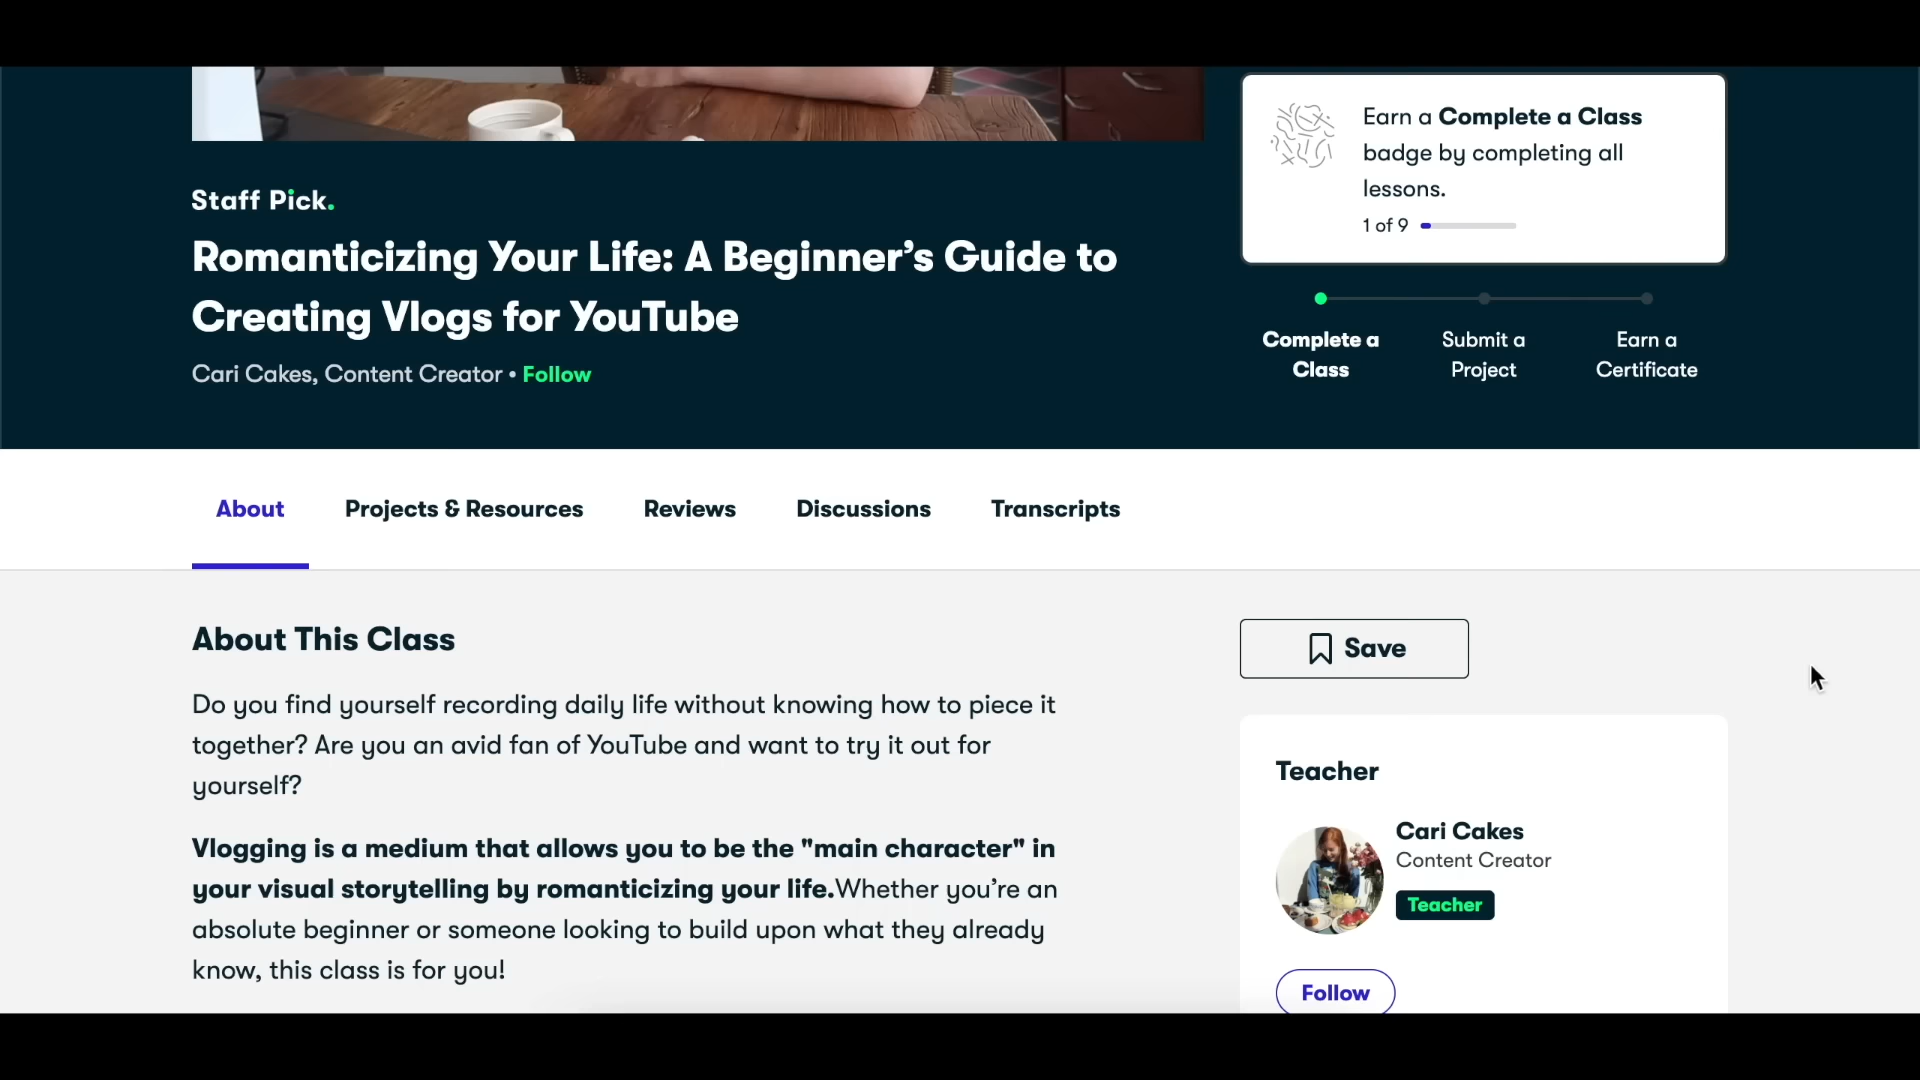 Earn a Complete a Class
badge by completing all
lessons.
1 of 9
Complete a
Class
Submit a
Project
Earn a
Certificate
Staff Pick.
Romanticizing Your Life: A Beginner’s Guide to
Creating Vlogs for YouTube
Cari Cakes, Content Creator • Follow
About
Projects & Resources
Reviews
Discussions
Transcripts
About This Class
Do you find yourself recording daily life without knowing how to piece it
together? Are you an avid fan of YouTube and want to try it out for
yourself?
Vlogging is a medium that allows you to be the "main character" in
your visual storytelling by romanticizing your life.Whether you’re an
absolute beginner or someone looking to build upon what they already
know, this class is for you!
Save
Teacher
Cari Cakes
Content Creator
Teacher
Follow